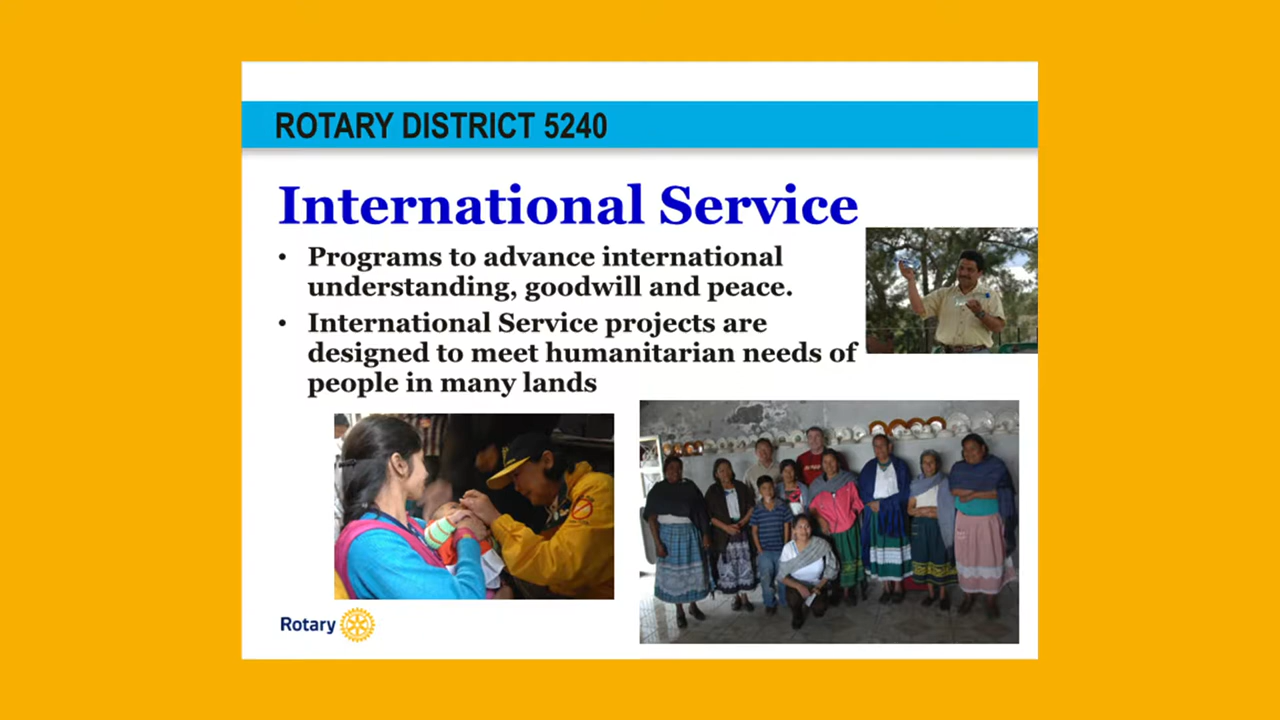 ROTARY DISTRICT 5240
International Service
• Programs to advance international
understanding, goodwill and peace.
• International Service projects are
designed to meet humanitarian needs of
people in many lands
Rotary